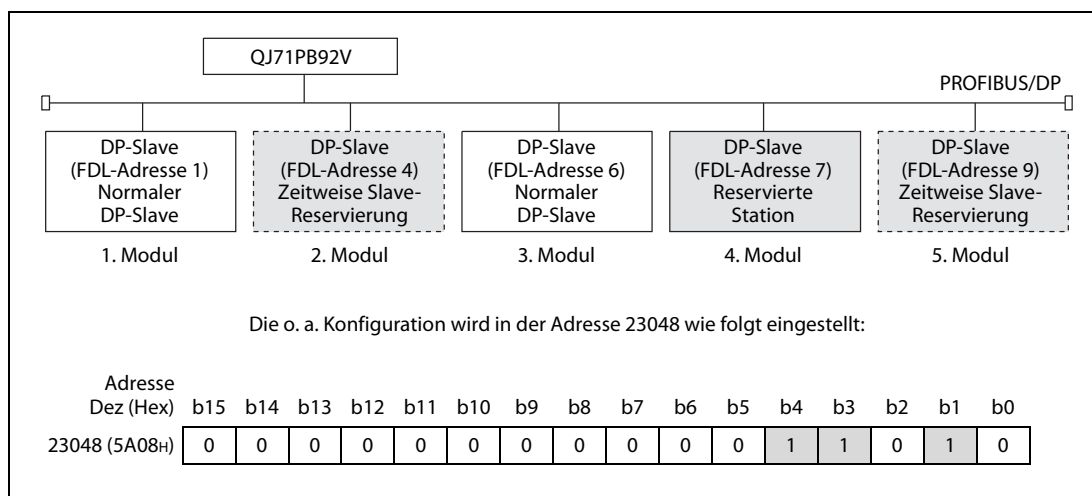 QJ71PB92V
PROFIBUS/DP
DP-Slave
(FDL-Adresse 1)
Normaler
DP-Slave
DP-Slave
(FDL-Adresse 4)
Zeitweise Slave-
Reservierung
DP-Slave
(FDL-Adresse 6)
Normaler
DP-Slave
DP-Slave
(FDL-Adresse 7)
Reservierte
Station
DP-Slave
(FDL-Adresse 9)
Zeitweise Slave-
Reservierung
1. Modul 2. Modul 3. Modul 4. Modul 5. Modul
Die o. a. Konfiguration wird in der Adresse 23048 wie folgt eingestellt:
Adresse
Dez (Hex) b15 b14 b13 b12 b11 b10 b9 b8 b7 b6 b5 b4 b3 b2 b1 b0
23048 (5A08H) 0 0 0 0 0 0 0 0 0 0 0 1 1 0 1 0